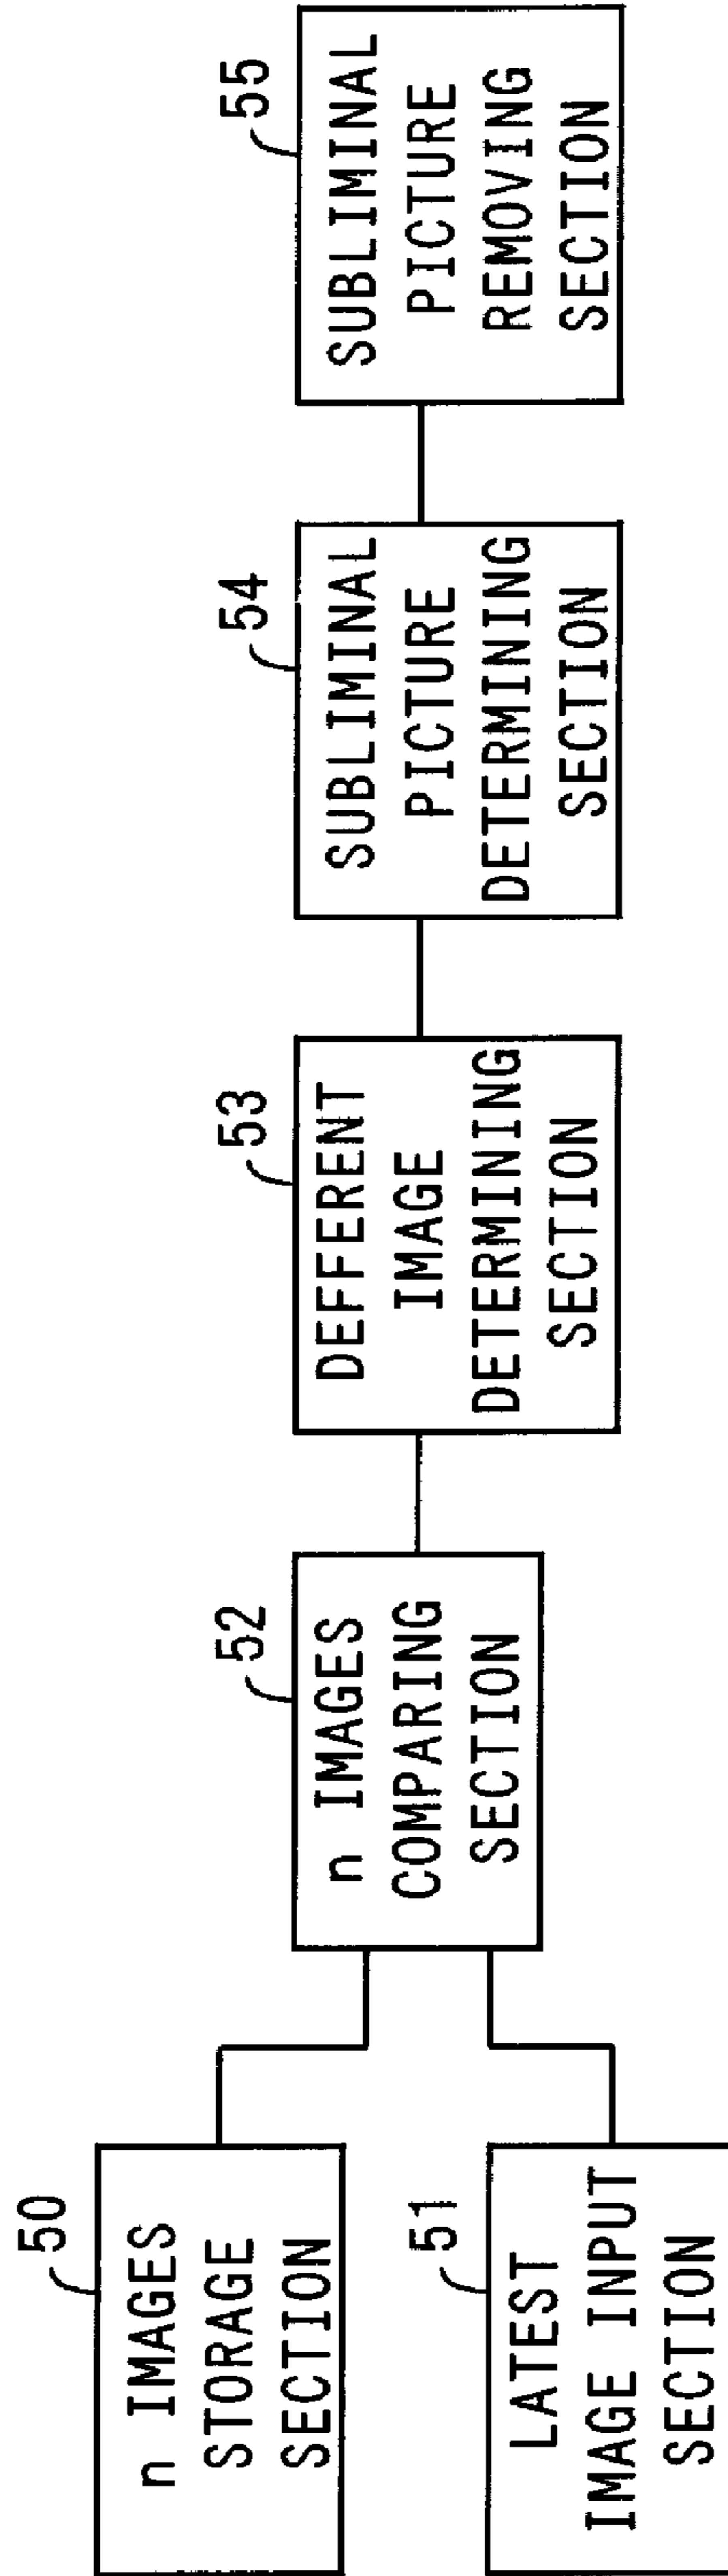 50
n IMAGES
STORAGE
SECTION
51
LATEST
IMAGE INPUT
SECTION
52
n IMAGES
COMPARING
SECTION
53
DEFFERENT
IMAGE
DETERMINING
SECTION
54
SUBLIMINAL
PICTURE
DETERMINING
SECTION
55
SUBLIMINAL
PICTURE
REMOVING
SECTION